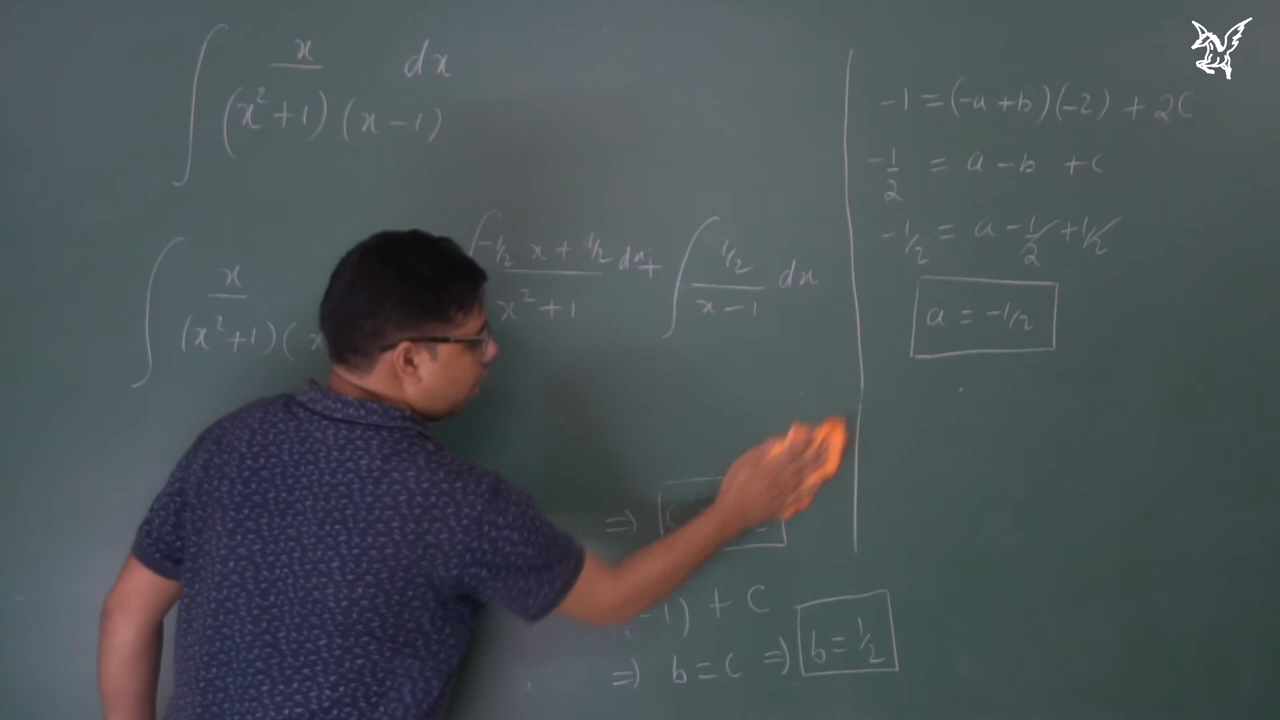 ∫ x/((x²+1)(x-1)) dx
∫ x/((x²+1)( x ∫ (-1/2 x + 1/2)/(x²+1) dx + ∫ (1/2)/(x-1) dx
⇒
-1) + C
⇒ b = C ⇒ b = 1/2
-1 = (-a+b)(-2) + 2C
-1/2 = a - b + C
-1/2 = a - 1/2 + 1/2
a = -1/2